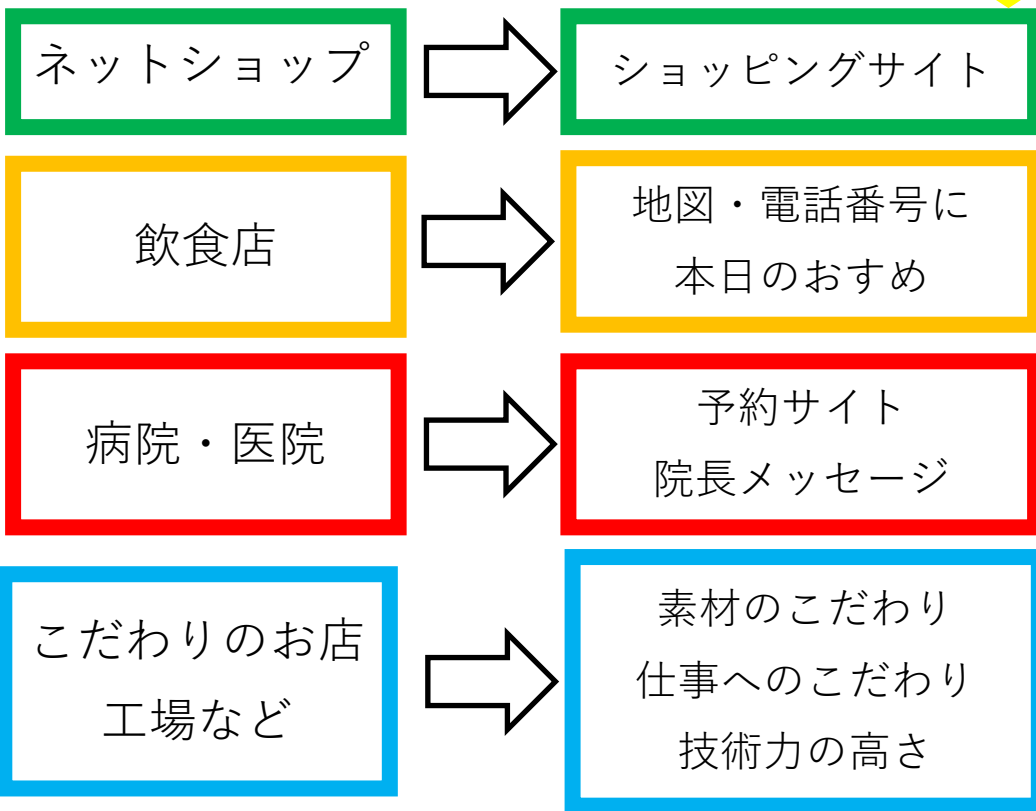 ネットショップ
ショッピングサイト
飲食店
地図・電話番号に
本日のおすめ
病院・医院
予約サイト
院長メッセージ
こだわりのお店
工場など
素材のこだわり
仕事へのこだわり
技術力の高さ